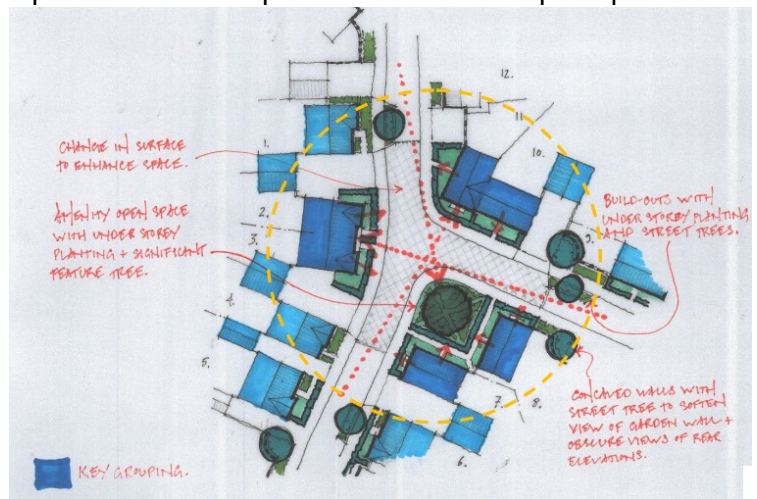 CHANGE IN SURFACE
TO ENHANCE SPACE.
AMENITY OPEN SPACE
WITH UNDER STOREY
PLANTING + SIGNIFICANT
FEATURE TREE.
1.
2.
3.
4.
5.
6.
7.
8.
9.
10.
11
12.
BUILD-OUTS WITH
UNDER STOREY PLANTING
AND STREET TREES.
CONCAVED WALLS WITH
STREET TREE TO SOFTEN
VIEW OF GARDEN WALL +
OBSCURE VIEWS OF REAR
ELEVATIONS.
KEY GROUPING.